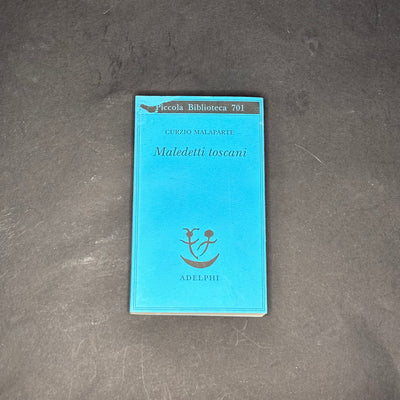 Piccola Biblioteca 701
CURZIO MALAPARTE
Maledetti toscani
ADELPHI